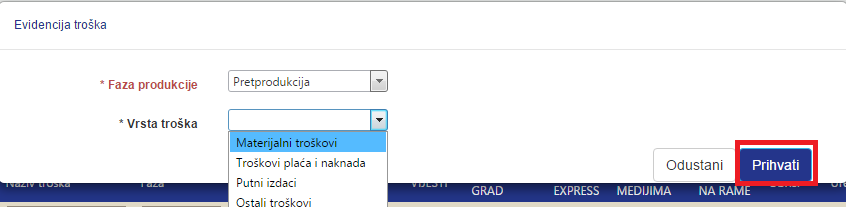 Evidencija troška
* Faza produkcije Pretprodukcija
* Vrsta troška
Materijalni troškovi
Troškovi plaća i naknada
Putni izdaci
Ostali troškovi
Odustani Prihvati
Naziv troška Faza VIJESTI GRAD EXPRESS MEDIJIMA NA RAME